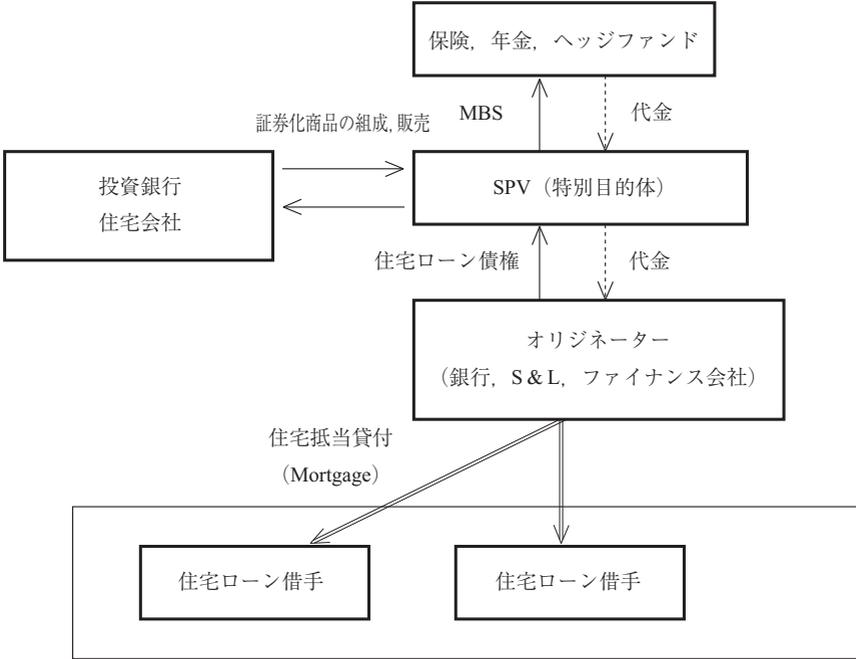 保険，年金，ヘッジファンド
MBS
代金
証券化商品の組成，販売
投資銀行
住宅会社
SPV（特別目的体）
住宅ローン債権
代金
オリジネーター
（銀行，S & L，ファイナンス会社）
住宅抵当貸付
（Mortgage）
住宅ローン借手
住宅ローン借手